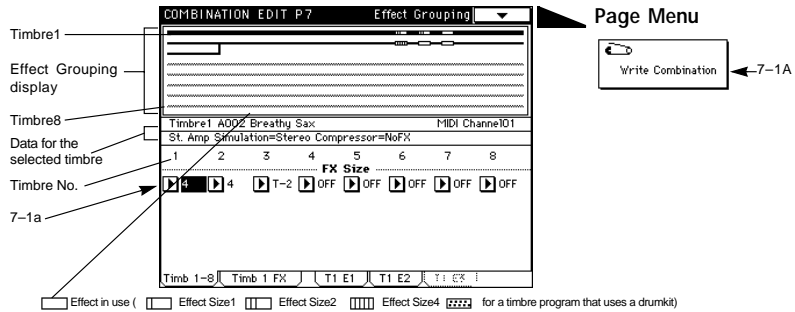 COMBINATION EDIT P7 Effect Grouping
Page Menu
Timbre1
Effect Grouping
display
Write Combination
7–1A
Timbre8
Timbre1 A002 Breathy Sax MIDI Channel01
Data for the
selected timbre
St. Amp Simulation=Stereo Compressor=NoFX
Timbre No.
1 2 3 4 5 6 7 8
FX Size
7–1a
4 4 T-2 OFF OFF OFF OFF OFF
Timb 1-8 Timb 1 FX T1 E1 T1 E2 T1 EX
Effect in use ( Effect Size1 Effect Size2 Effect Size4 for a timbre program that uses a drumkit)